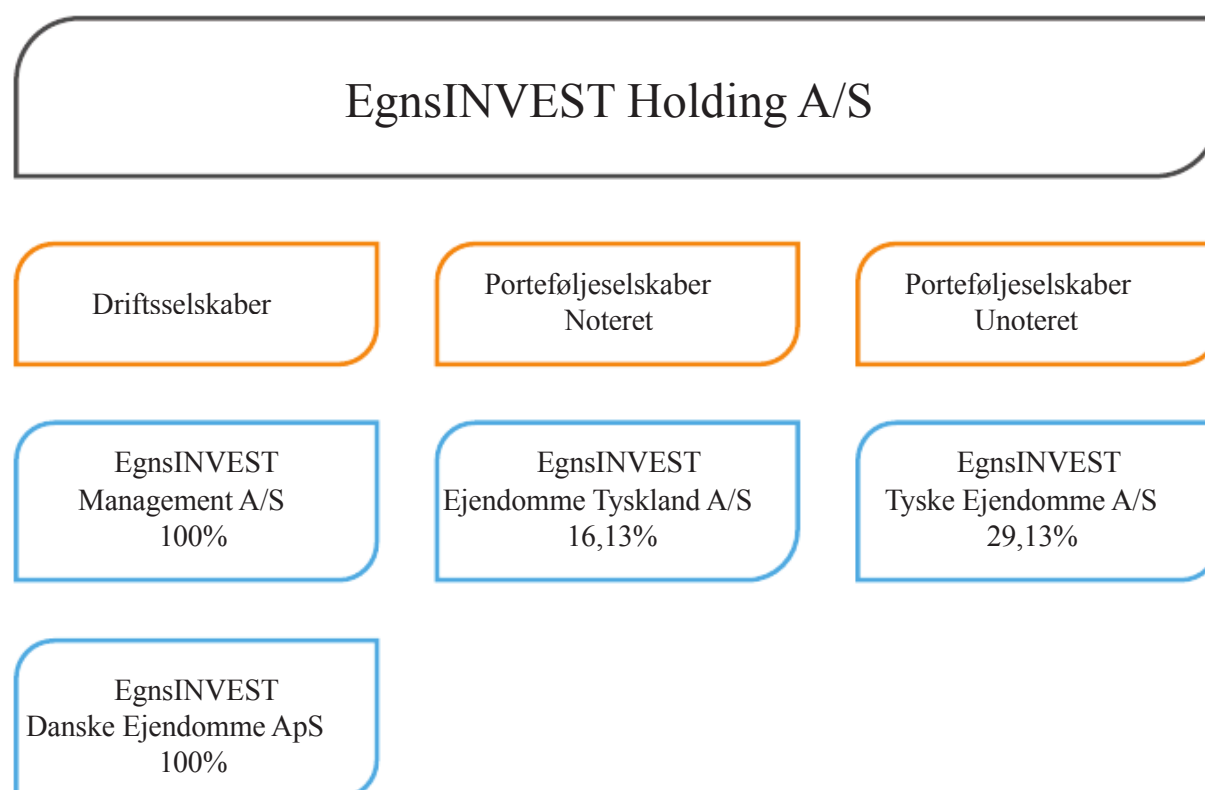 EgnsINVEST Holding A/S
Driftsselskaber
Porteføljeselskaber
Noteret
Porteføljeselskaber
Unoteret
EgnsINVEST
Management A/S
100%
EgnsINVEST
Ejendomme Tyskland A/S
16,13%
EgnsINVEST
Tyske Ejendomme A/S
29,13%
EgnsINVEST
Danske Ejendomme ApS
100%